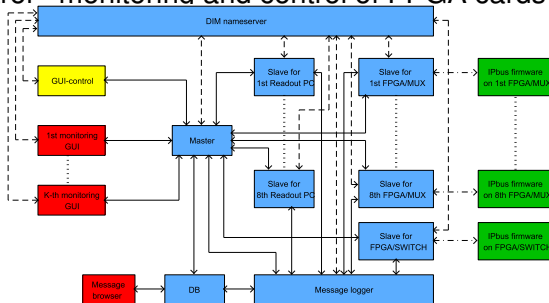 monitoring and control of FPGA cards
DIM nameserver
GUI-control
Slave for
1st Readout PC
Slave for
1st FPGA/MUX
IPbus firmware
on 1st FPGA/MUX
1st monitoring
GUI
Master
K-th monitoring
GUI
Slave for
8th Readout PC
Slave for
8th FPGA/MUX
IPbus firmware
on 8th FPGA/MUX
Slave for
FPGA/SWITCH
IPbus firmware
on FPGA/SWITCH
Message
browser
DB
Message logger